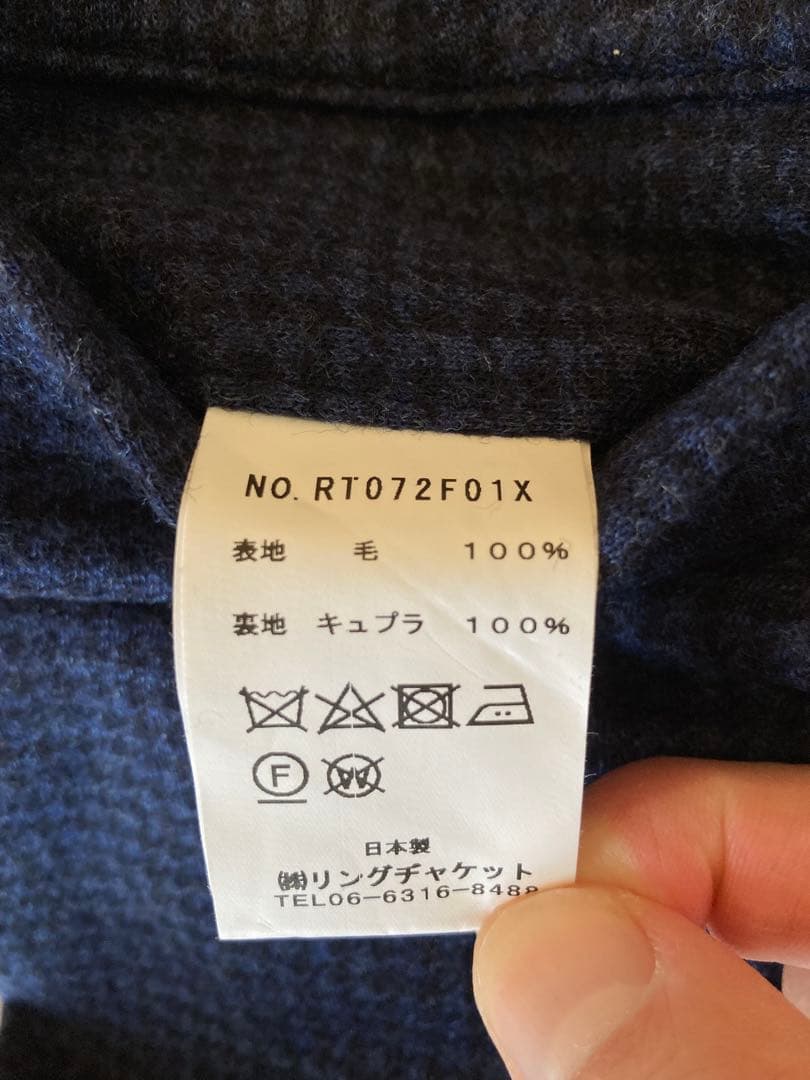 NO. RT072F01X
表地 毛 100%
裏地 キュプラ 100%
F
日本製
㈱リングヂャケット
TEL06-6316-8488